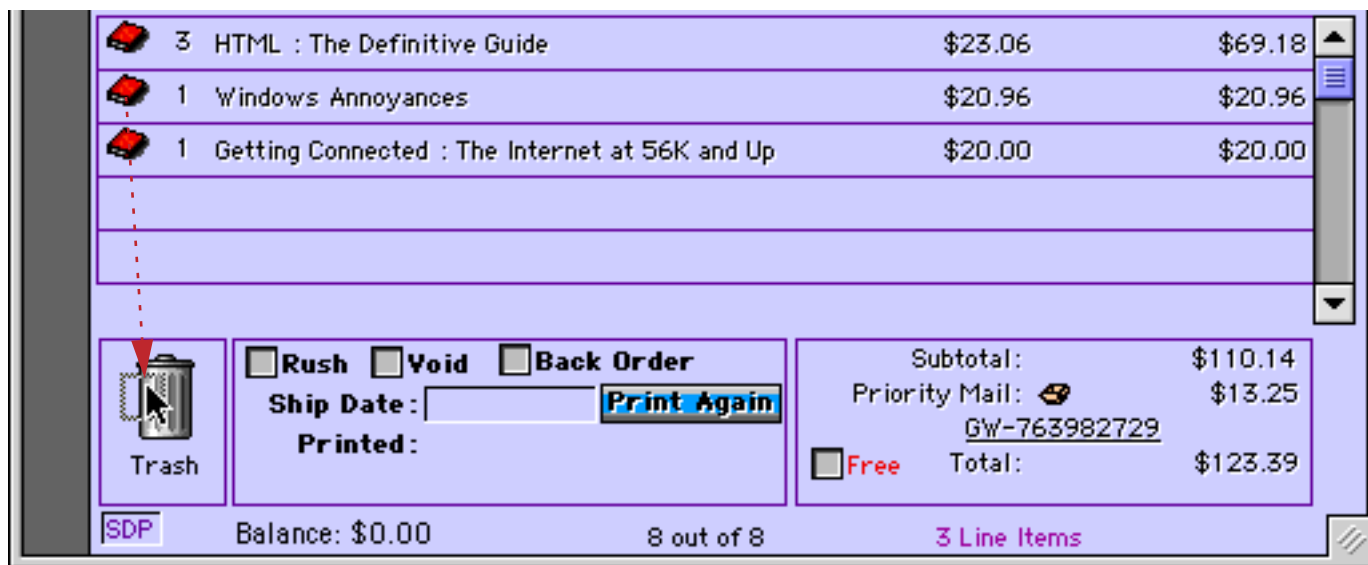 3 HTML : The Definitive Guide $23.06 $69.18
1 Windows Annoyances $20.96 $20.96
1 Getting Connected : The Internet at 56K and Up $20.00 $20.00
Rush Void Back Order
Ship Date: Print Again
Printed:
Trash
Subtotal: $110.14
Priority Mail: $13.25
GW-763982729
Free Total: $123.39
SDP Balance: $0.00 8 out of 8 3 Line Items